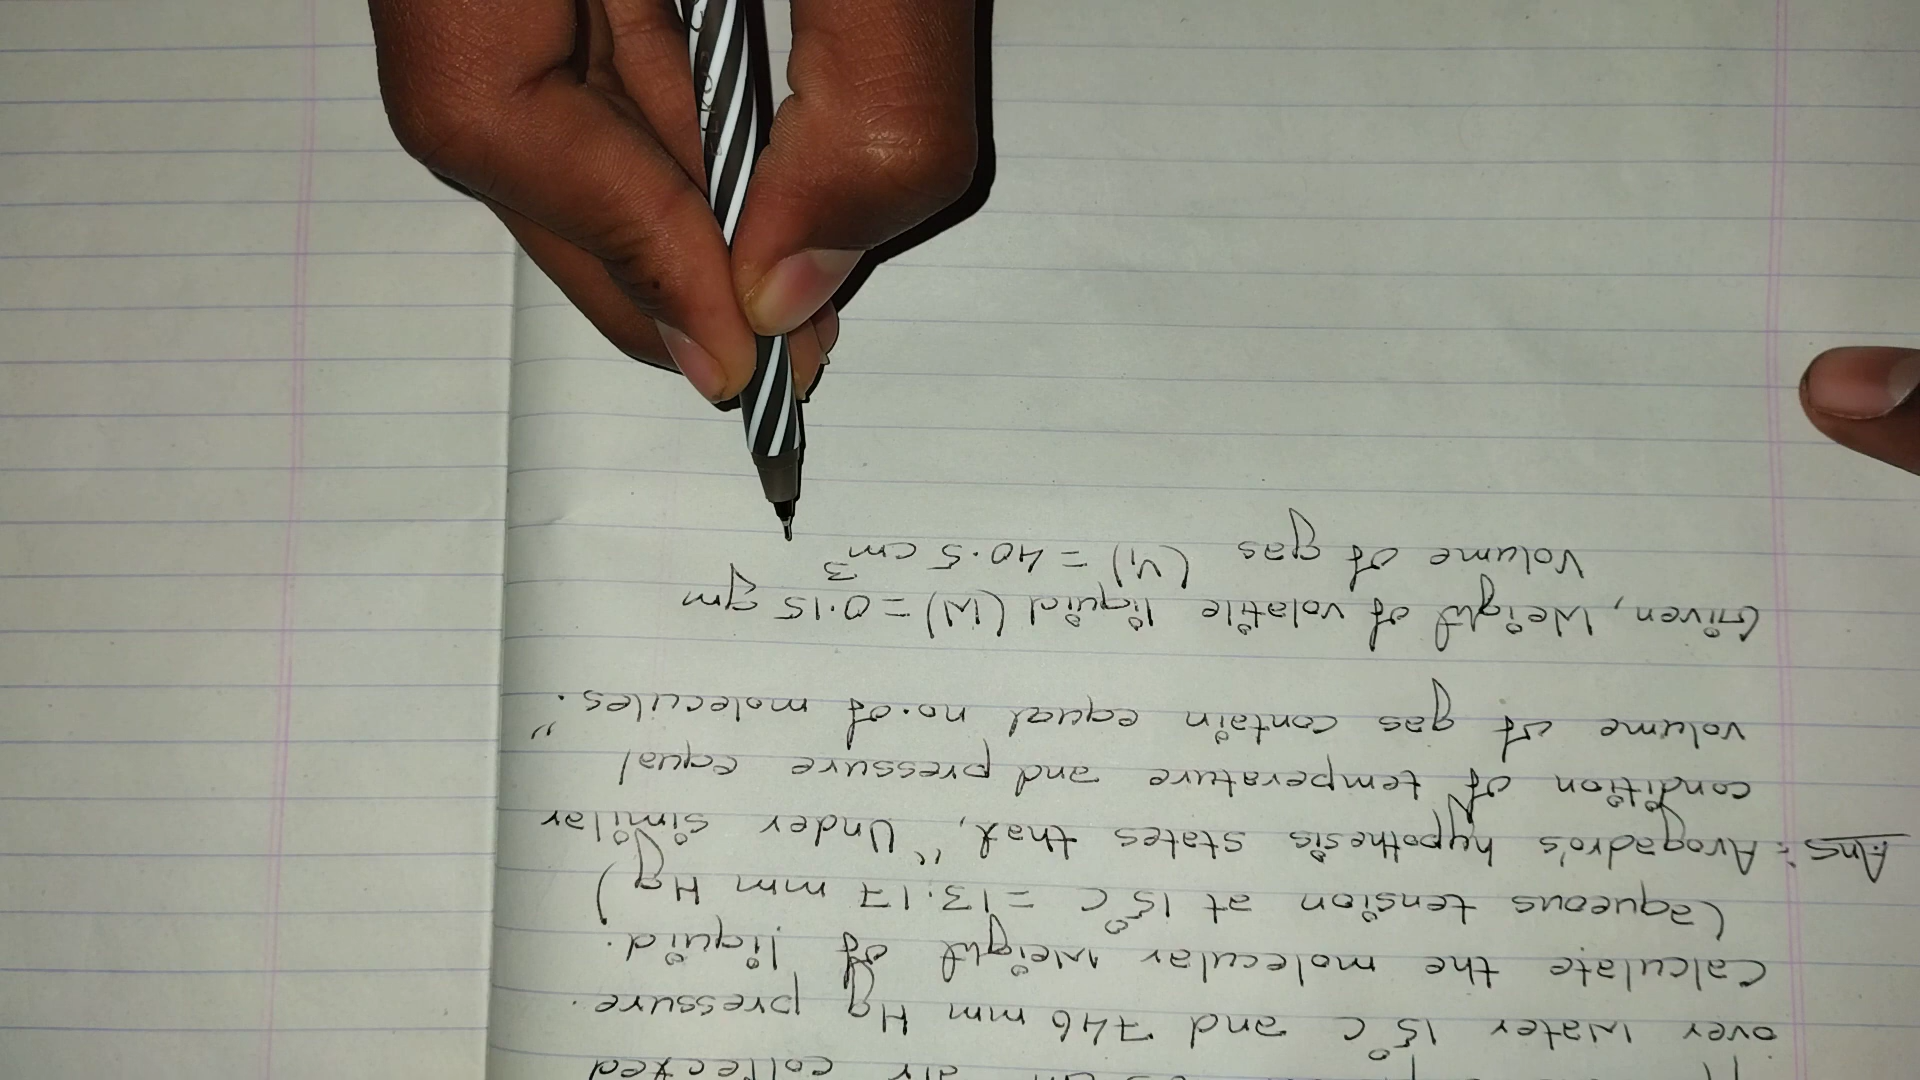 air collected
over water 15°C and 746 mm Hg pressure.
Calculate the molecular weight of liquid.
(aqueous tension at 15°C = 13.17 mm Hg)
Ans: Avogadro's hypothesis states that, "Under similar
condition of temperature and pressure equal
volume of gas contain equal no. of molecules."
Given, Weight of volatile liquid (W) = 0.15 gm
Volume of gas (V₁) = 40.5 cm³